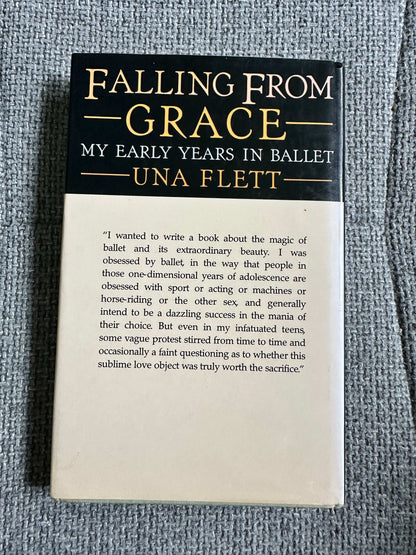 FALLING FROM
GRACE
MY EARLY YEARS IN BALLET
UNA FLETT
"I wanted to write a book about the magic of
ballet and its extraordinary beauty. I was
obsessed by ballet, in the way that people in
those one-dimensional years of adolescence are
obsessed with sport or acting or machines or
horse-riding or the other sex, and generally
intend to be a dazzling success in the mania of
their choice. But even in my infatuated teens,
some vague protest stirred from time to time and
occasionally a faint questioning as to whether this
sublime love object was truly worth the sacrifice."